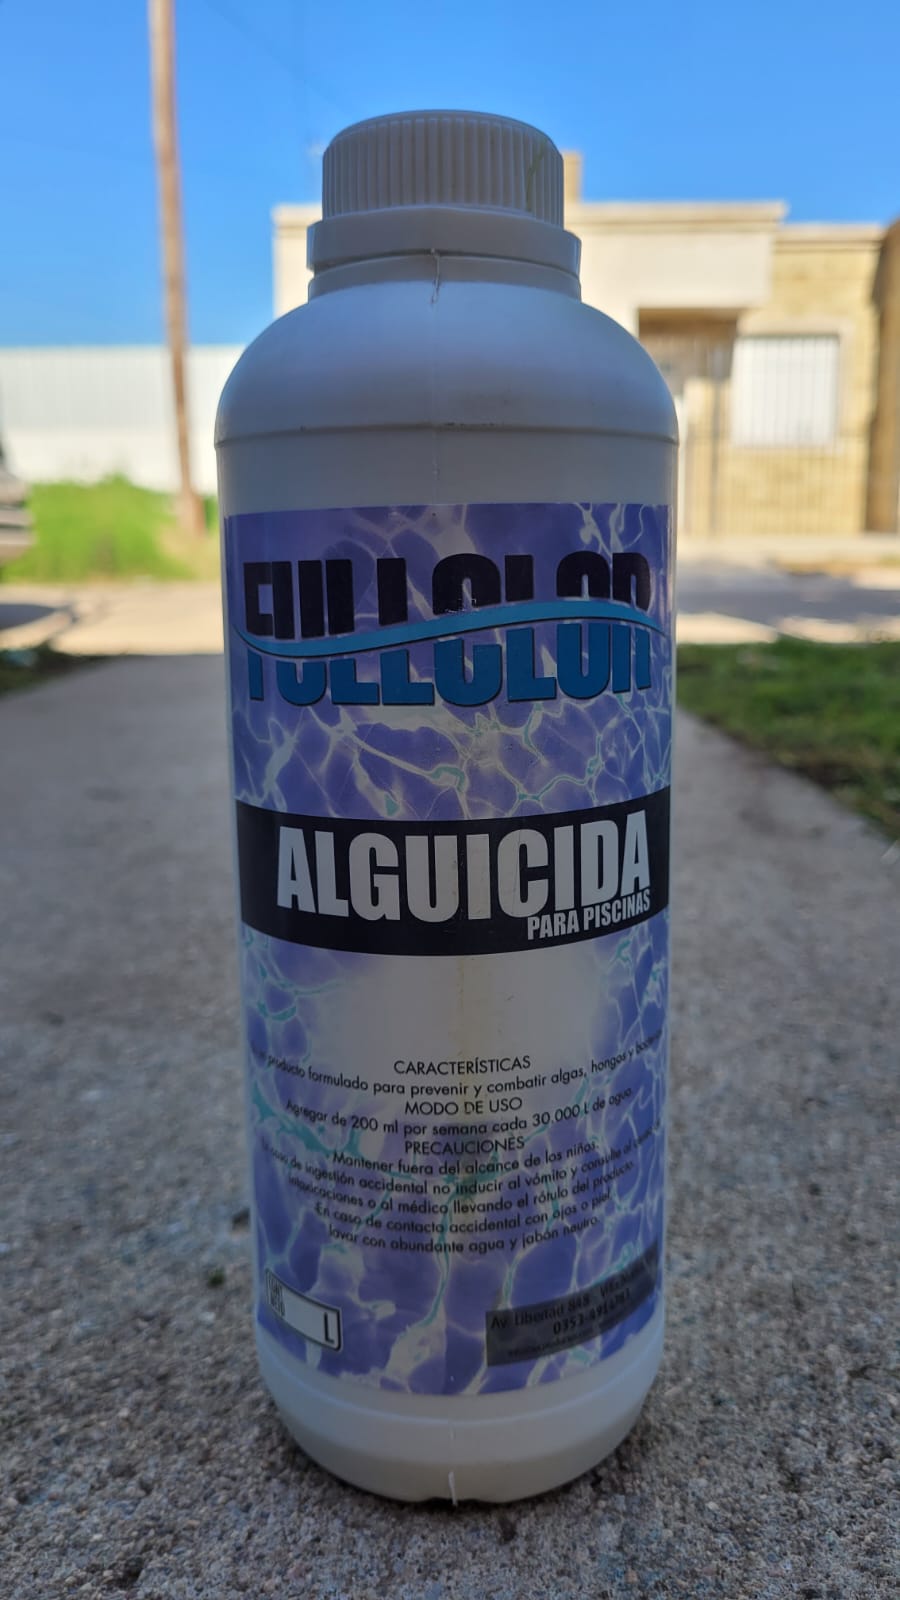 FULLCLOR
ALGUICIDA
PARA PISCINAS
CARACTERÍSTICAS
producto formulado para prevenir y combatir algas, hongos y
MODO DE USO
Agregar de 200 ml por semana cada 30.000 L de agua.
PRECAUCIONES
Mantener fuera del alcance de los niños.
de ingestión accidental no inducir al vómito y consulte al
intoxicaciones o al médico llevando el rótulo del producto.
En caso de contacto accidental con ojos o piel,
lavar con abundante agua y jabón neutro.
L
Av. Libertad 848 -